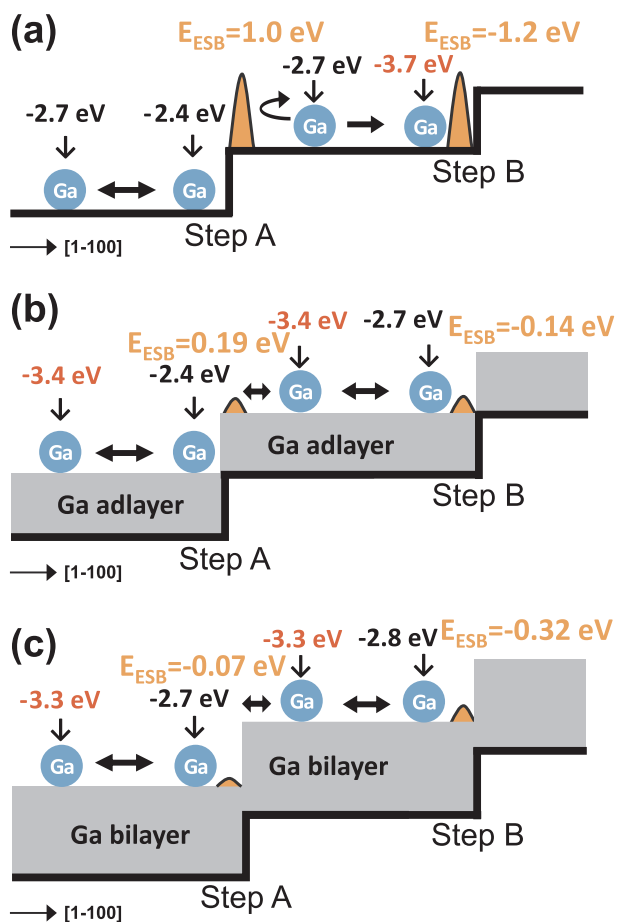 (a)
E_ESB=1.0 eV
E_ESB=-1.2 eV
-2.7 eV
-3.7 eV
-2.7 eV
-2.4 eV
Ga
Ga
Ga
Ga
Step B
Step A
[1-100]
(b)
E_ESB=0.19 eV
-3.4 eV
-2.7 eV
E_ESB=-0.14 eV
-3.4 eV
-2.4 eV
Ga
Ga
Ga
Ga
Ga adlayer
Ga adlayer
Step B
Step A
[1-100]
(c)
E_ESB=-0.07 eV
-3.3 eV
-2.8 eV
E_ESB=-0.32 eV
-3.3 eV
-2.7 eV
Ga
Ga
Ga
Ga
Ga bilayer
Ga bilayer
Step B
Step A
[1-100]